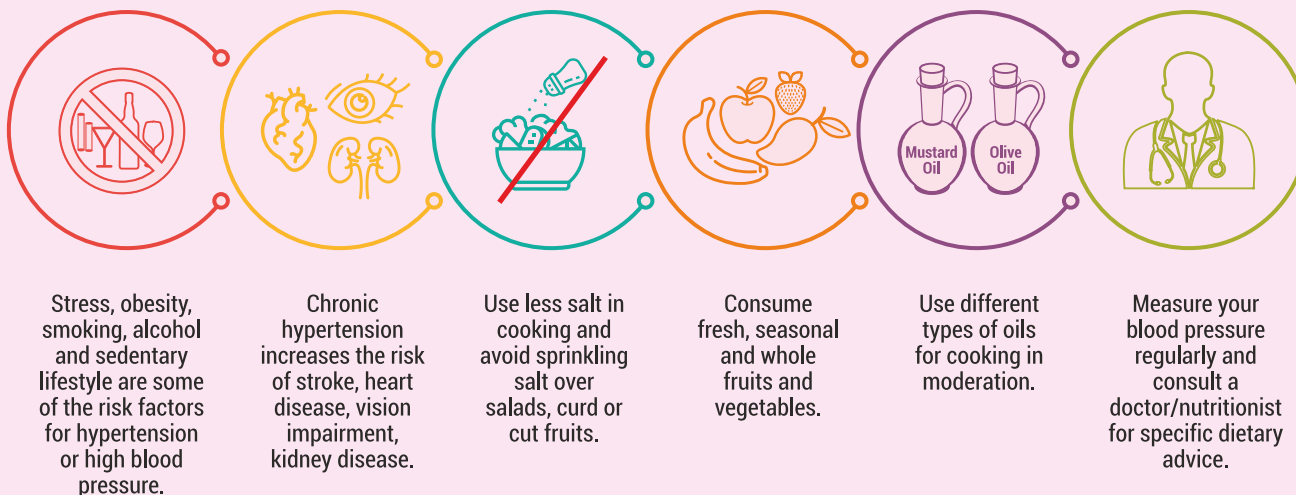 Mustard
Oil
Olive
Oil
Stress, obesity,
smoking, alcohol
and sedentary
lifestyle are some
of the risk factors
for hypertension
or high blood
pressure.
Chronic
hypertension
increases the risk
of stroke, heart
disease, vision
impairment,
kidney disease.
Use less salt in
cooking and
avoid sprinkling
salt over
salads, curd or
cut fruits.
Consume
fresh, seasonal
and whole
fruits and
vegetables.
Use different
types of oils
for cooking in
moderation.
Measure your
blood pressure
regularly and
consult a
doctor/nutritionist
for specific dietary
advice.